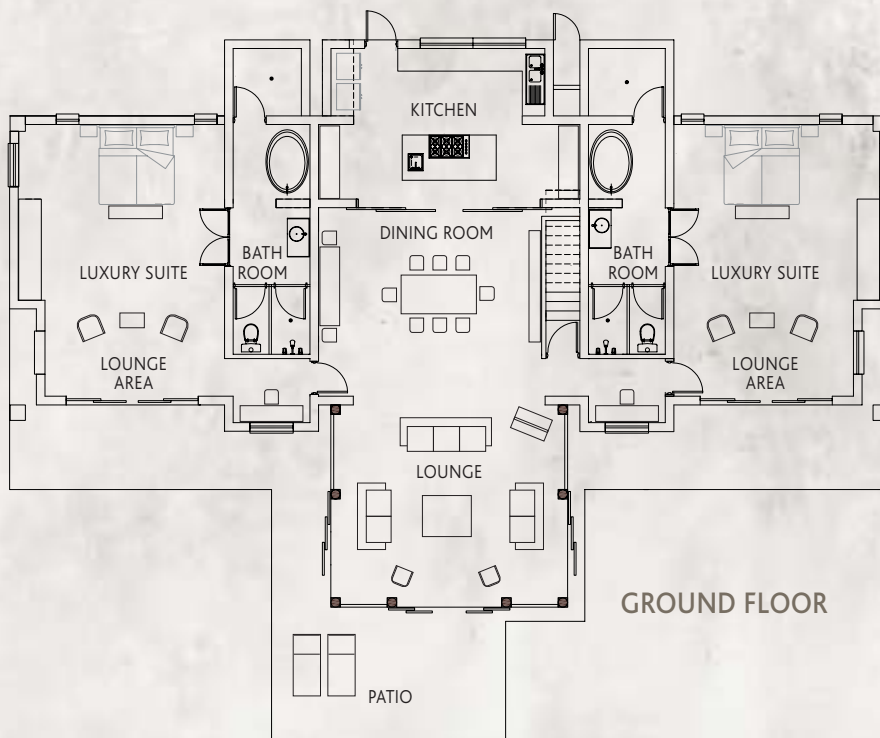 KITCHEN
DINING ROOM
BATH
ROOM
BATH
ROOM
LUXURY SUITE
LUXURY SUITE
LOUNGE
AREA
LOUNGE
AREA
LOUNGE
GROUND FLOOR
PATIO